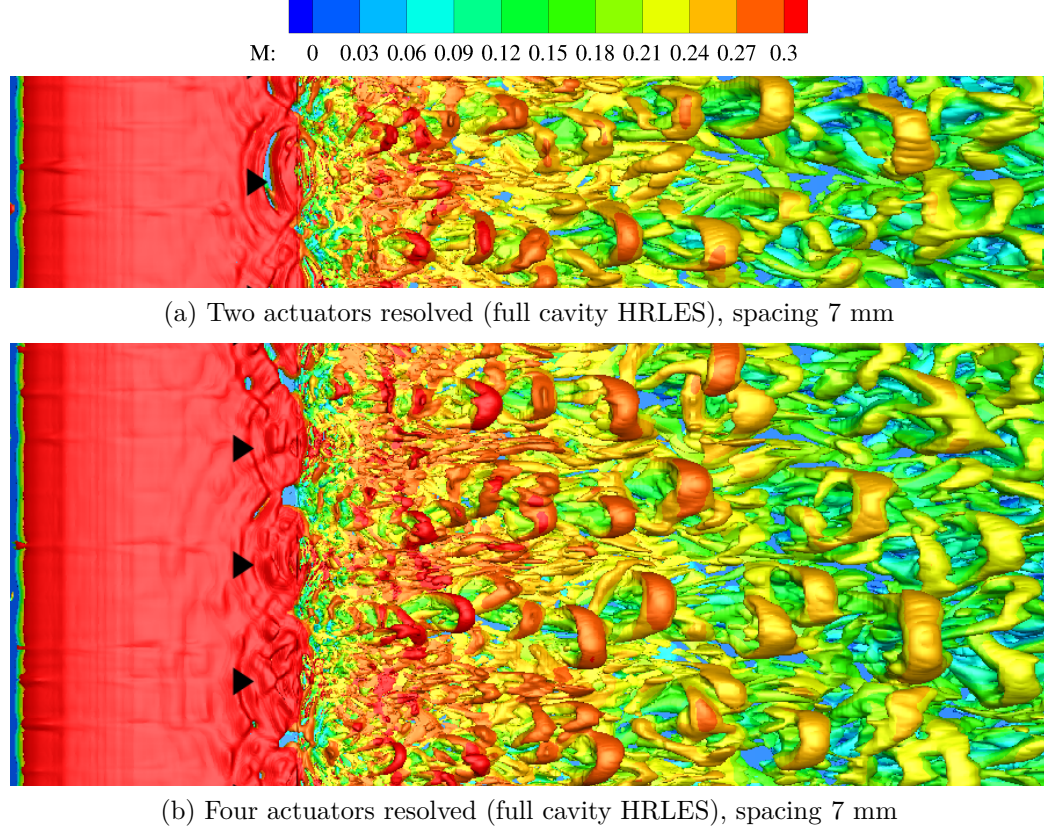 M: 0 0.03 0.06 0.09 0.12 0.15 0.18 0.21 0.24 0.27 0.3
(a) Two actuators resolved (full cavity HRLES), spacing 7 mm
(b) Four actuators resolved (full cavity HRLES), spacing 7 mm